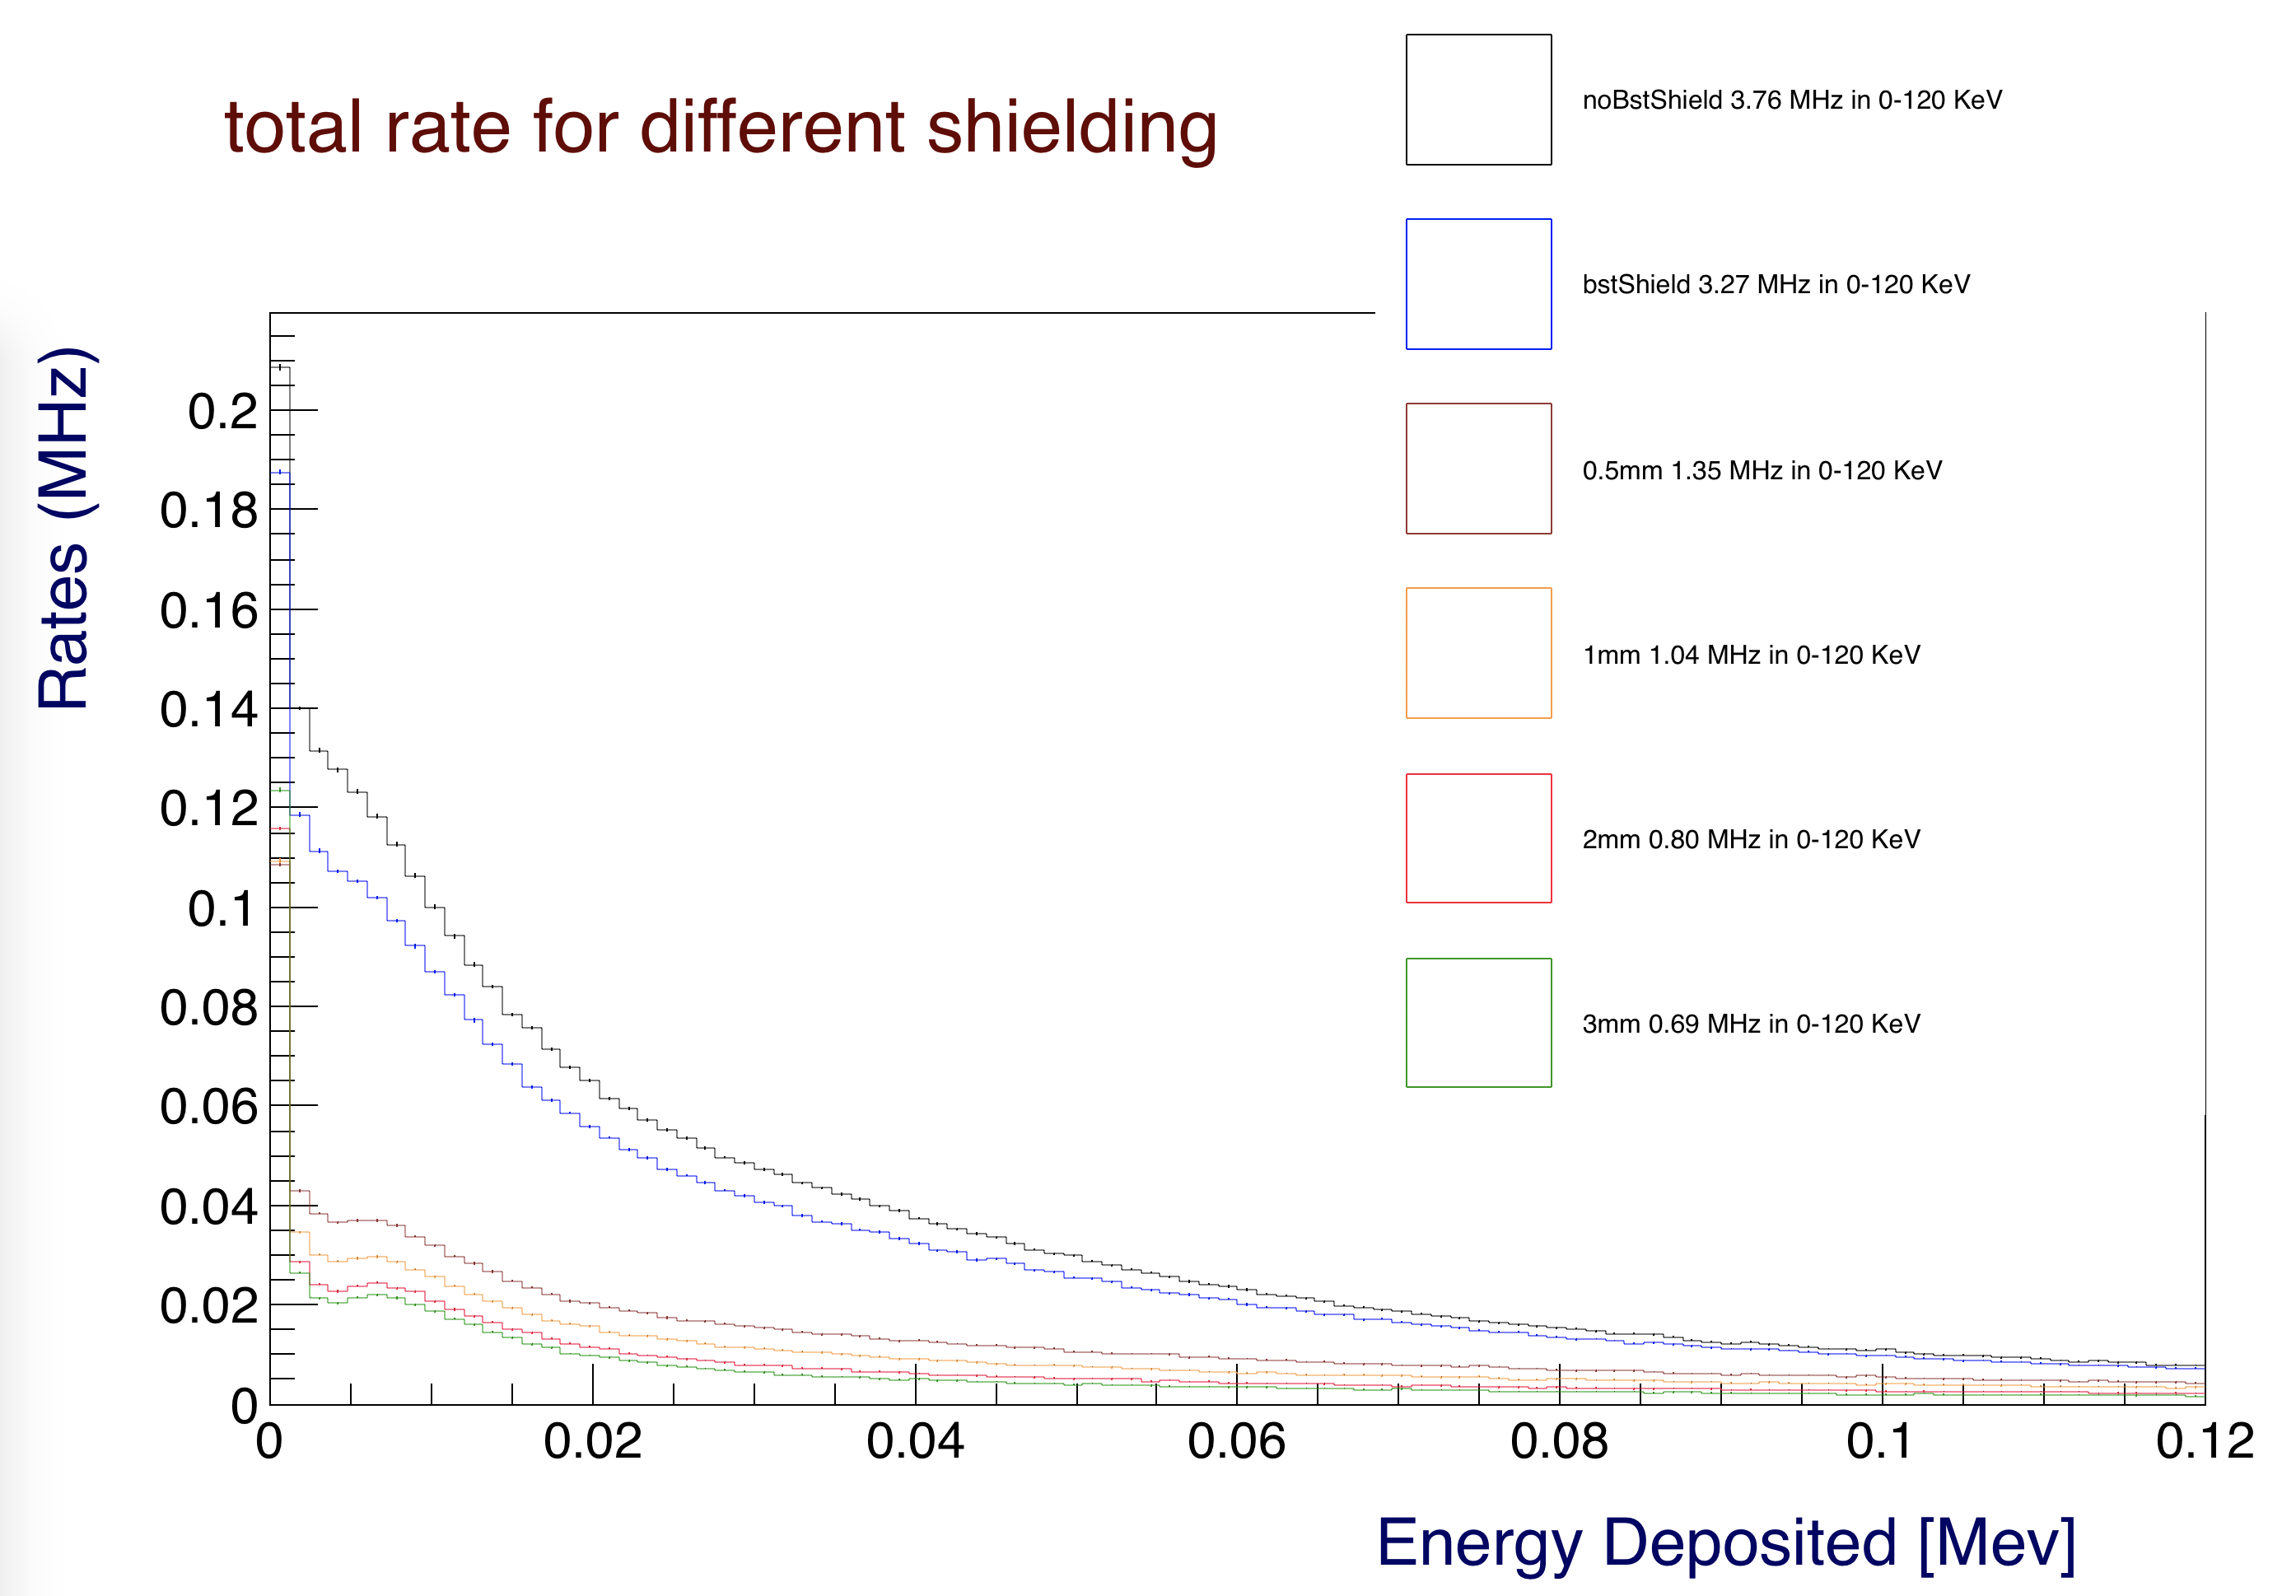 total rate for different shielding
noBstShield 3.76 MHz in 0-120 KeV
bstShield 3.27 MHz in 0-120 KeV
0.5mm 1.35 MHz in 0-120 KeV
1mm 1.04 MHz in 0-120 KeV
2mm 0.80 MHz in 0-120 KeV
3mm 0.69 MHz in 0-120 KeV
Rates (MHz)
0.2
0.18
0.16
0.14
0.12
0.1
0.08
0.06
0.04
0.02
0
0 0.02 0.04 0.06 0.08 0.1 0.12
Energy Deposited [Mev]